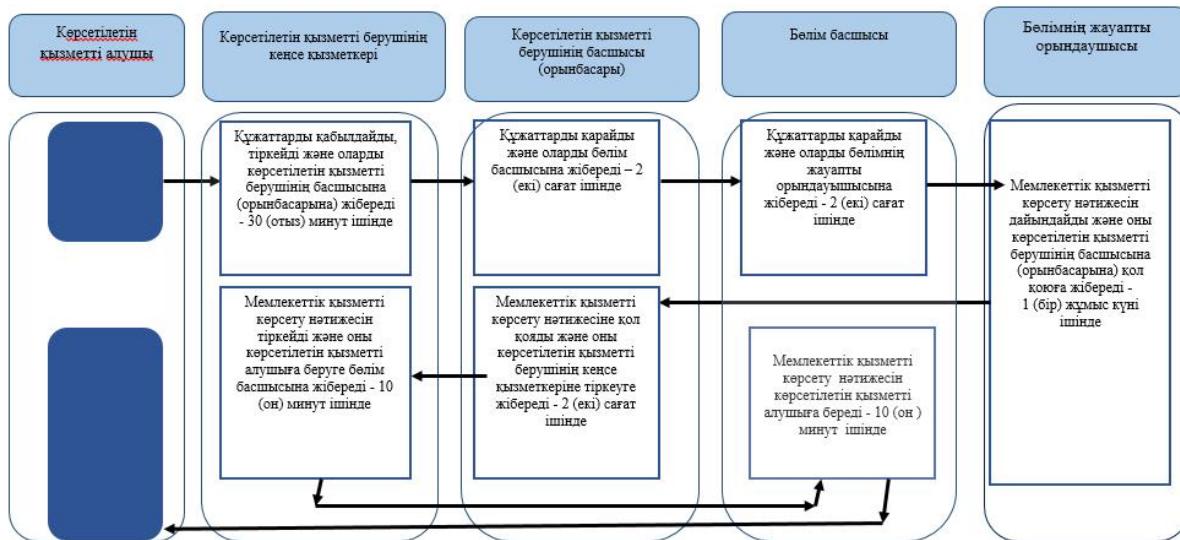 Көрсетілетін
қызметті алушы
Көрсетілетін қызметті берушінің
кеңсе қызметкері
Көрсетілетін қызметті
берушінің басшысы
(орынбасары)
Бөлім басшысы
Бөлімнің жауапты
орындаушысы
Құжаттарды қабылдайды,
тіркейді және оларды
көрсетілетін қызметті
берушінің басшысына
(орынбасарына) жібереді
- 30 (отыз) минут ішінде
Құжаттарды қарайды
және оларды бөлім
басшысына жібереді – 2
(екі) сағат ішінде
Құжаттарды қарайды
және оларды бөлімнің
жауапты
орындауышысына
жібереді - 2 (екі) сағат
ішінде
Мемлекеттік қызметті
көрсету нәтижесін
дайындайды және оны
көрсетілетін қызметті
берушінің басшысына
(орынбасарына) қол
қоюға жібереді -
1 (бір) жұмыс күні
ішінде
Мемлекеттік қызметті
көрсету нәтижесін
тіркейді және оны
көрсетілетін қызметті
алушыға беруге бөлім
басшысына жібереді - 10
(он) минут ішінде
Мемлекеттік қызметті
көрсету нәтижесіне қол
қояды және оны
көрсетілетін қызметті
берушінің кеңсе
қызметкеріне тіркеуге
жібереді - 2 (екі) сағат
ішінде
Мемлекеттік қызметті
көрсету нәтижесін
көрсетілетін қызметті
алушыға береді - 10 (он )
минут ішінде